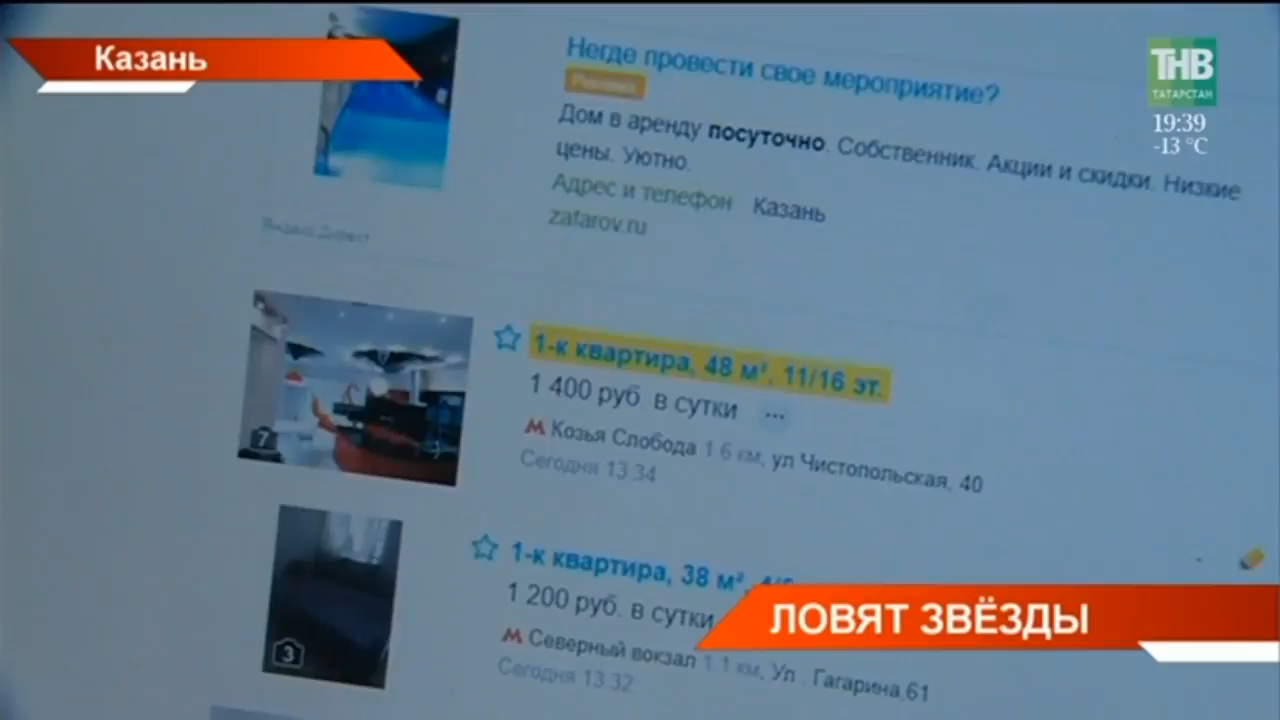 Казань
ТНВ
ТАТАРСТАН
19:39
-13 °C
Негде провести свое мероприятие?
Реклама
Дом в аренду посуточно. Собственник. Акции и скидки. Низкие
цены. Уютно.
Адрес и телефон Казань
zafarov.ru
Яндекс.Директ
1-к квартира, 48 м², 11/16 эт.
1 400 руб. в сутки ...
7
Козья Слобода 1.6 км, ул Чистопольская, 40
Сегодня 13:34
1-к квартира, 38 м²,
1 200 руб. в сутки
3
Северный вокзал 1.1 км, Ул . Гагарина,61
Сегодня 13:32
ЛОВЯТ ЗВЁЗДЫ